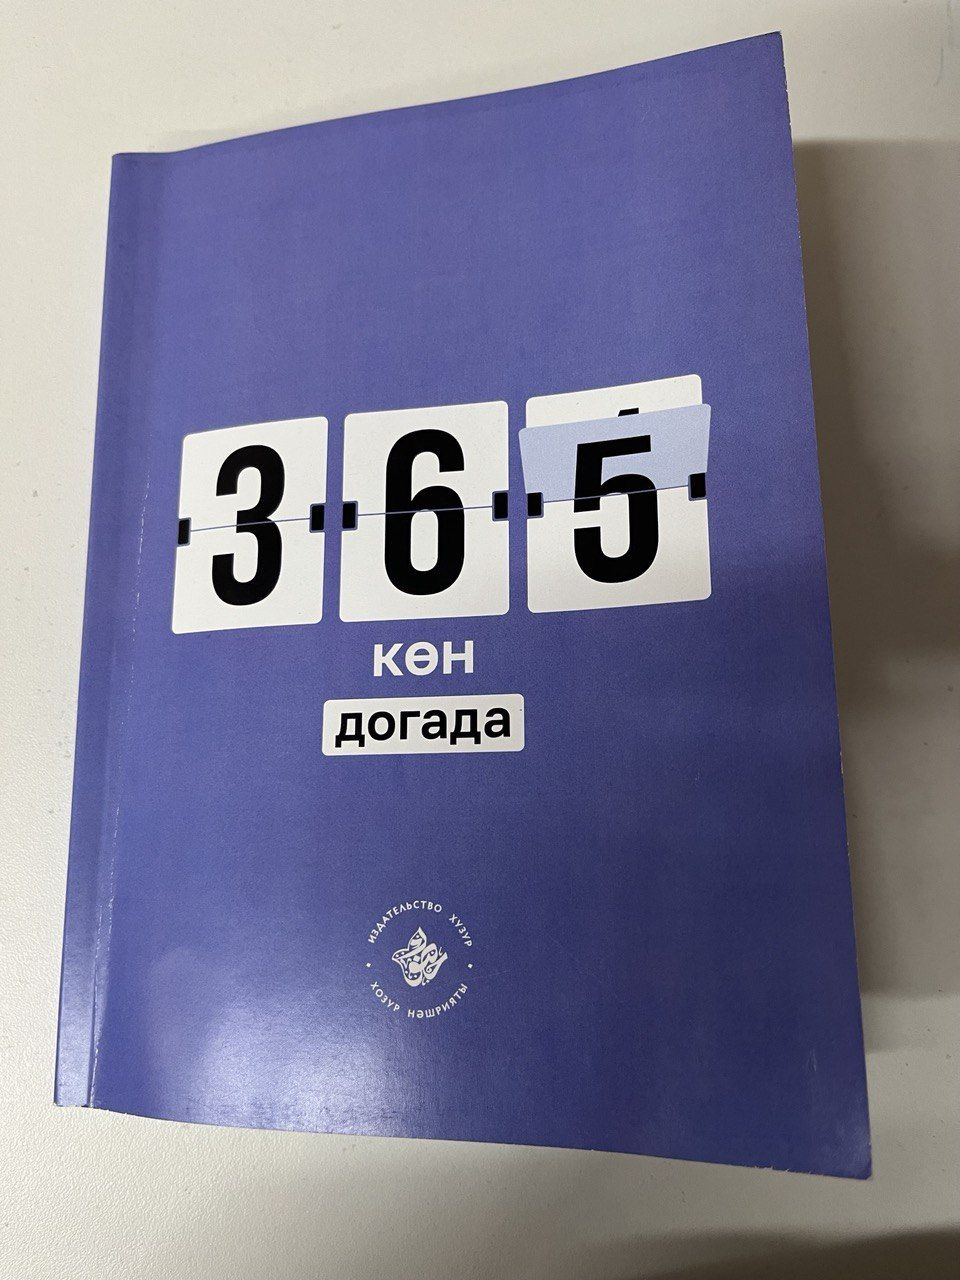 365
көн
догада
ИЗДАТЕЛЬСТВО ХУЗУР
ХОЗУР НӘШРИЯТЫ